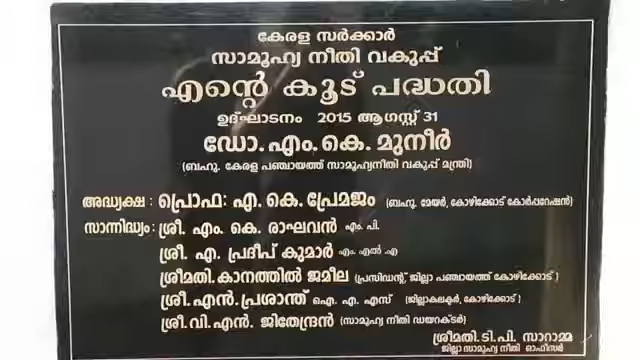 കേരള സർക്കാർ
സാമൂഹ്യ നീതി വകുപ്പ്
എന്റെ കൂട് പദ്ധതി
ഉദ്ഘാടനം 2015 ആഗസ്റ്റ് 31
ഡോ. എം. കെ. മുനീർ
(ബഹു. കേരള പഞ്ചായത്ത് സാമൂഹ്യനീതി വകുപ്പ് മന്ത്രി)
അദ്ധ്യക്ഷ : പ്രൊഫ: എ. കെ. പ്രേമജം (ബഹു. മേയർ, കോഴിക്കോട് കോർപ്പറേഷൻ)
സാന്നിദ്ധ്യം : ശ്രീ. എം. കെ. രാഘവൻ എം. പി.
ശ്രീ. എ. പ്രദീപ് കുമാർ എം. എൽ .എ
ശ്രീമതി. കാനത്തിൽ ജമീല (പ്രസിഡന്റ്, ജില്ലാ പഞ്ചായത്ത് കോഴിക്കോട് )
ശ്രീ. എൻ. പ്രശാന്ത് ഐ. എ. എസ് (ജില്ലാകലക്ടർ, കോഴിക്കോട് )
ശ്രീ. വി. എൻ. ജിതേന്ദ്രൻ (സാമൂഹ്യ നീതി ഡയറക്ടർ)
ശ്രീമതി. ടി. പി. സാറാമ്മ
ജില്ലാ സാമൂഹ്യ നീതി ഓഫീസർ